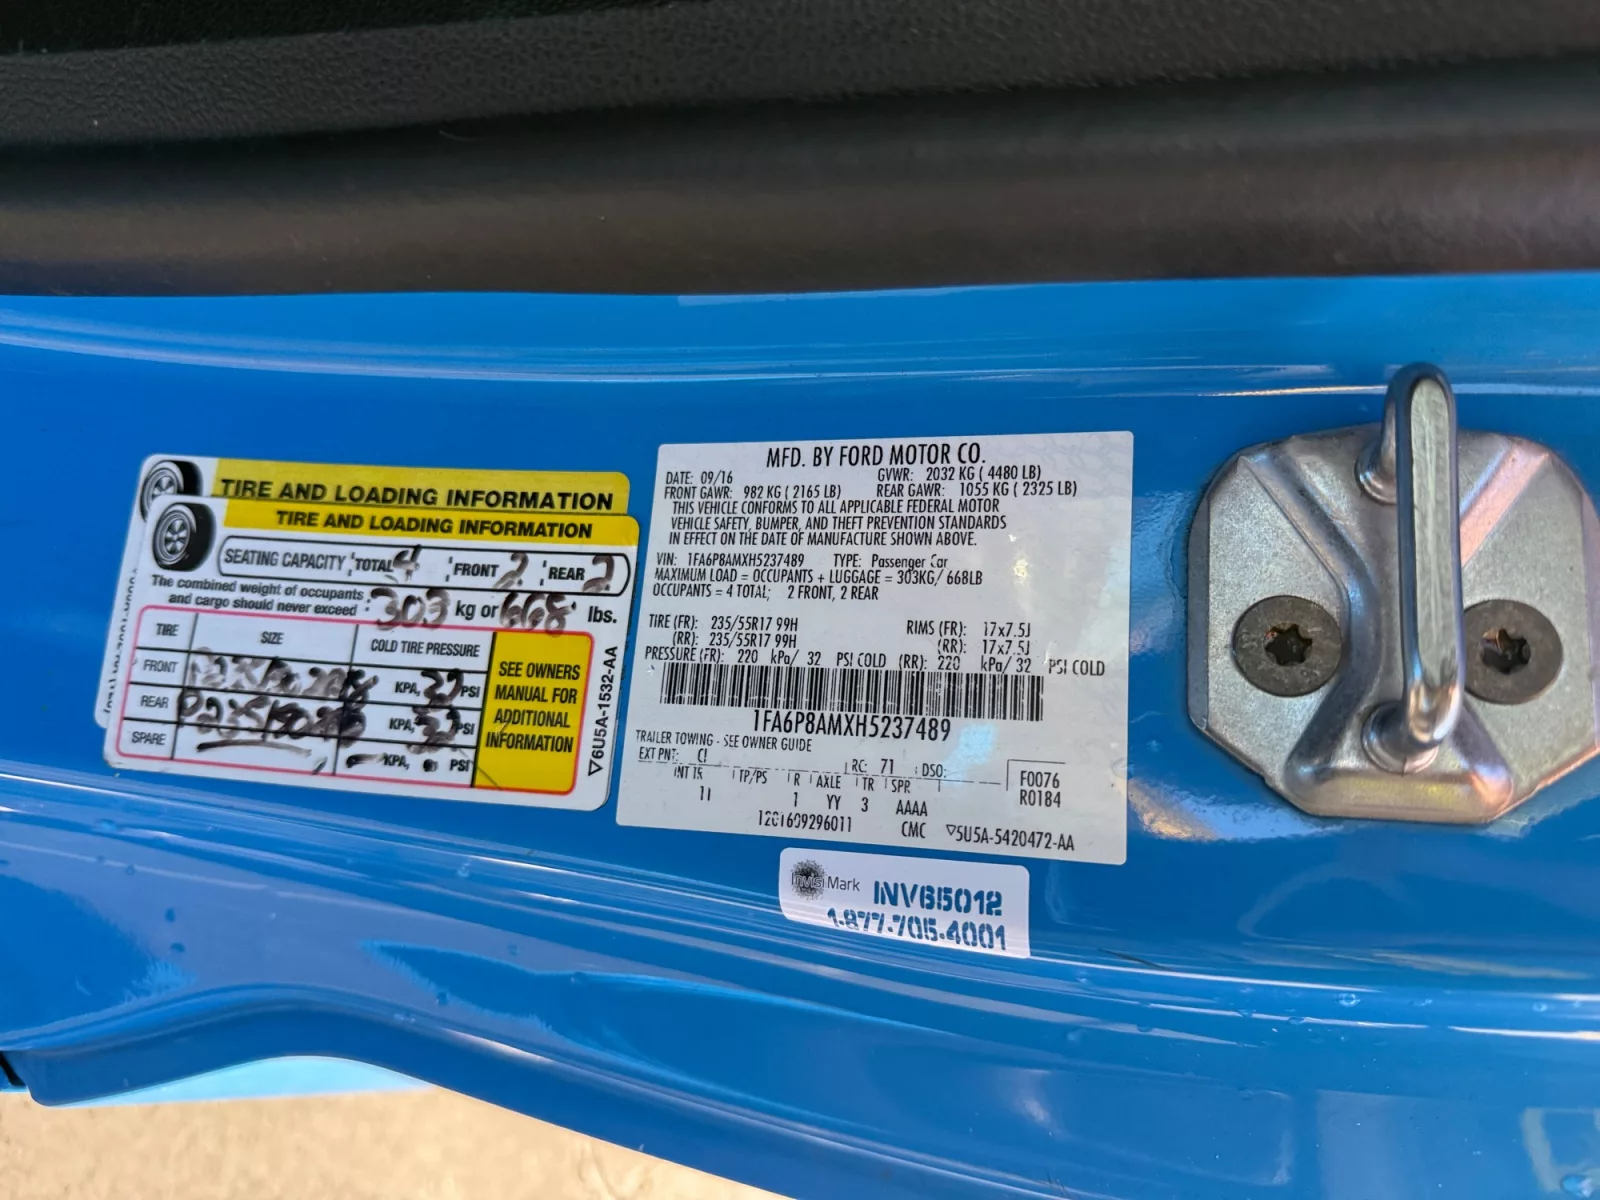 TIRE AND LOADING INFORMATION
TIRE AND LOADING INFORMATION
SEATING CAPACITY TOTAL 4 FRONT 2 REAR 2
The combined weight of occupants
and cargo should never exceed : 303 kg or 668 lbs.
TIRE SIZE COLD TIRE PRESSURE
FRONT KPA, PSI
REAR KPA, PSI
SPARE KPA, PSI
SEE OWNERS
MANUAL FOR
ADDITIONAL
INFORMATION
▽6U5A-1532-AA
MFD. BY FORD MOTOR CO.
DATE: 09/16 GVWR: 2032 KG ( 4480 LB)
FRONT GAWR: 982 KG ( 2165 LB) REAR GAWR: 1055 KG ( 2325 LB)
THIS VEHICLE CONFORMS TO ALL APPLICABLE FEDERAL MOTOR
VEHICLE SAFETY, BUMPER, AND THEFT PREVENTION STANDARDS
IN EFFECT ON THE DATE OF MANUFACTURE SHOWN ABOVE.
VIN: 1FA6P8AMXH5237489 TYPE: Passenger Car
MAXIMUM LOAD = OCCUPANTS + LUGGAGE = 303KG/ 668LB
OCCUPANTS = 4 TOTAL; 2 FRONT, 2 REAR
TIRE (FR): 235/55R17 99H RIMS (FR): 17x7.5J
(RR): 235/55R17 99H (RR): 17x7.5J
PRESSURE (FR): 220 kPa/ 32 PSI COLD (RR): 220 kPa/ 32 PSI COLD
1FA6P8AMXH5237489
TRAILER TOWING - SEE OWNER GUIDE
EXT PNT: RC: 71 DSO: F0076
INT TR TP/PS R AXLE TR SPR R0184
1 YY 3 AAAA
CMC ▽5U5A-5420472-AA
InvisiMark INV65012
1-877-705-4001